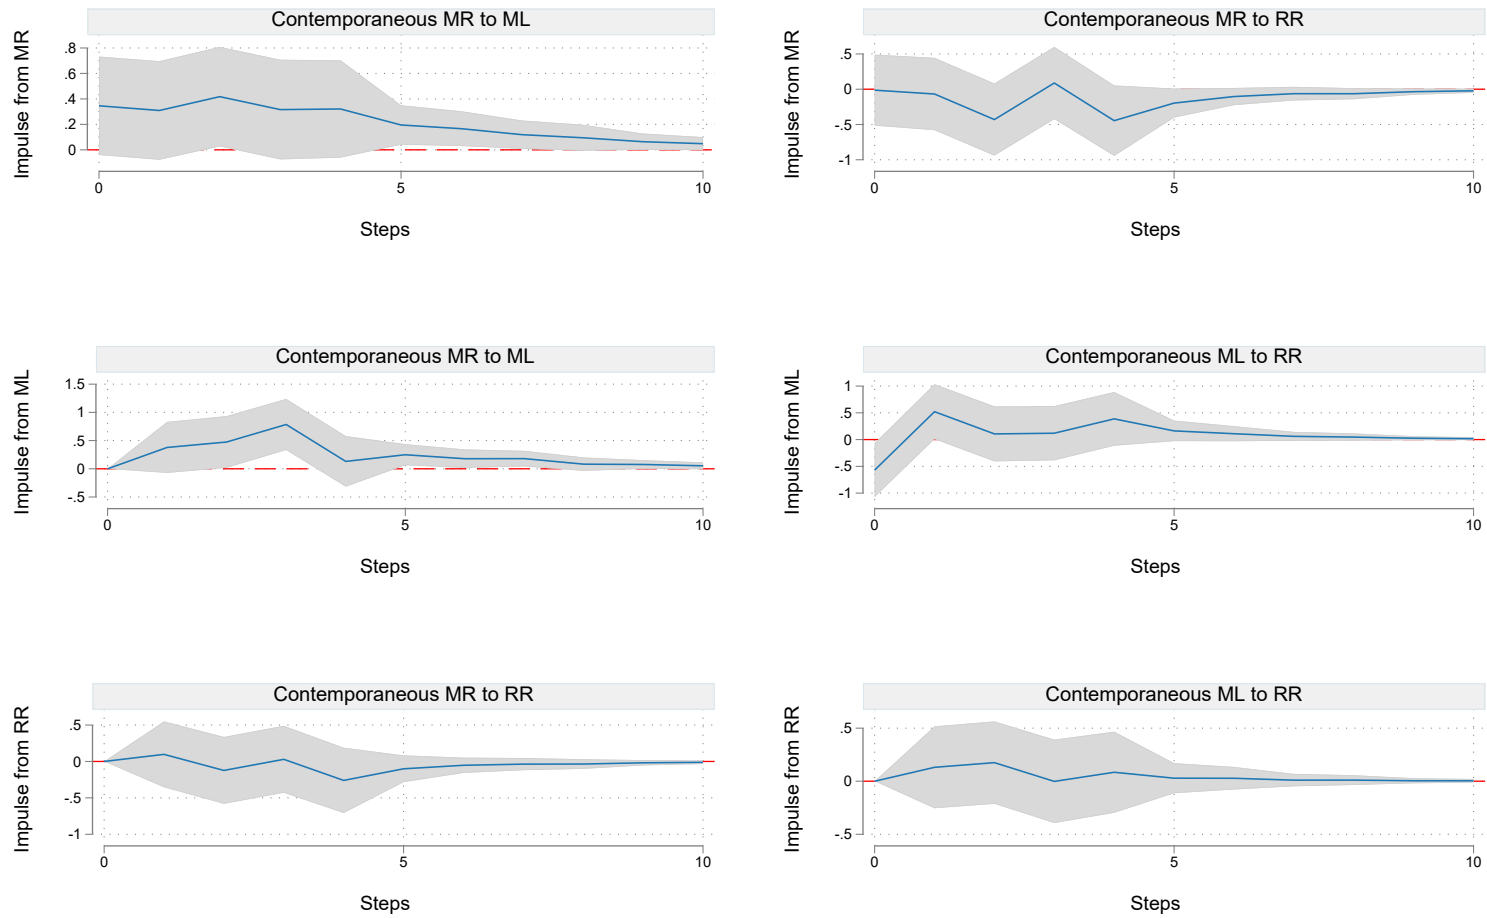 Contemporaneous MR to ML
Impulse from MR
.8
.6
.4
.2
0
0
5
10
Steps
Contemporaneous MR to RR
Impulse from MR
.5
0
-.5
-1
0
5
10
Steps
Contemporaneous MR to ML
Impulse from ML
1.5
1
.5
0
-.5
0
5
10
Steps
Contemporaneous ML to RR
Impulse from ML
1
.5
0
-.5
-1
0
5
10
Steps
Contemporaneous MR to RR
Impulse from RR
.5
0
-.5
-1
0
5
10
Steps
Contemporaneous ML to RR
Impulse from RR
.5
0
-.5
0
5
10
Steps